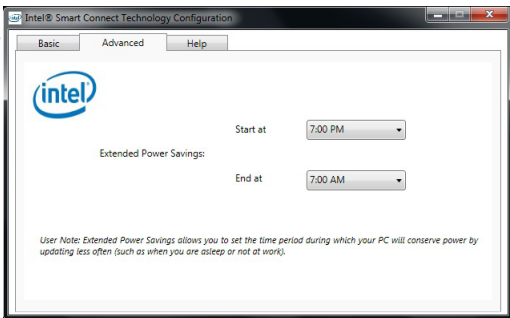 Intel® Smart Connect Technology Configuration
Basic Advanced Help
intel
Start at 7:00 PM
Extended Power Savings:
End at 7:00 AM
User Note: Extended Power Savings allows you to set the time period during which your PC will conserve power by
updating less often (such as when you are asleep or not at work).